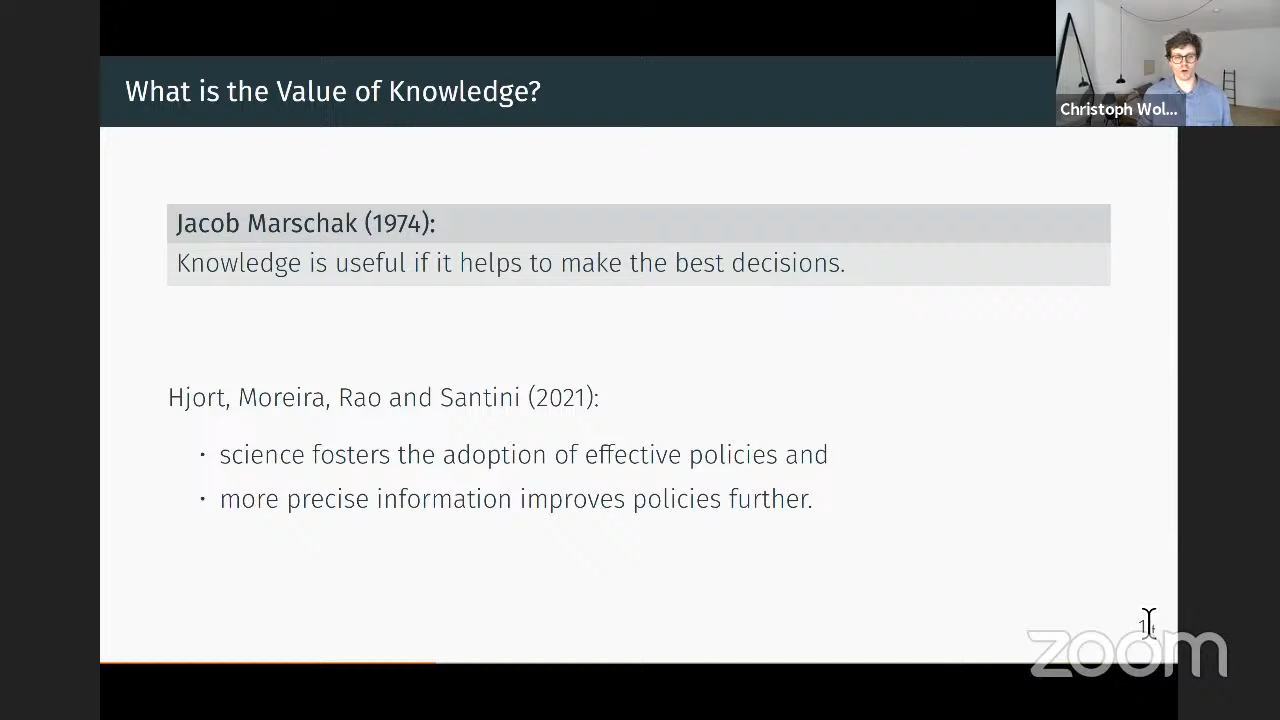 What is the Value of Knowledge?
Christoph Wol...
Jacob Marschak (1974):
Knowledge is useful if it helps to make the best decisions.
Hjort, Moreira, Rao and Santini (2021):
· science fosters the adoption of effective policies and
· more precise information improves policies further.
zoom